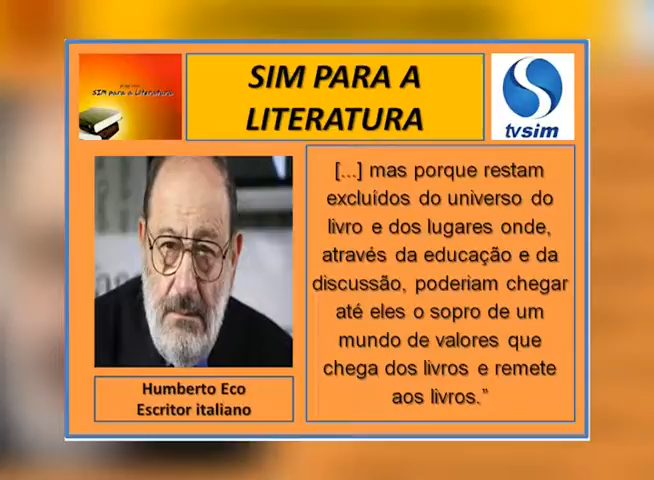 SIM para a Literatura
SIM PARA A
LITERATURA
tvsim
[...] mas porque restam
excluídos do universo do
livro e dos lugares onde,
através da educação e da
discussão, poderiam chegar
até eles o sopro de um
mundo de valores que
chega dos livros e remete
aos livros.”
Humberto Eco
Escritor italiano